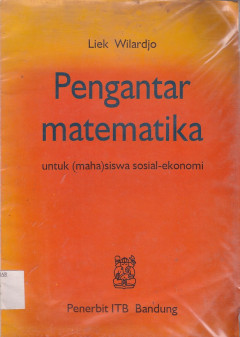 Liek Wilardjo
Pengantar
matematika
untuk (maha)siswa sosial-ekonomi
Penerbit ITB Bandung